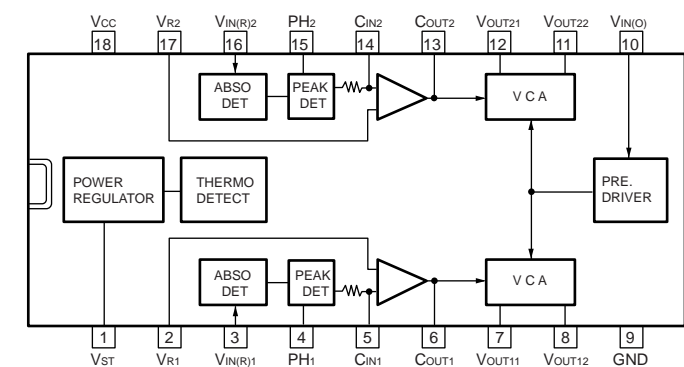 VCC VR2 VIN(R)2 PH2 CIN2 COUT2 VOUT21 VOUT22 VIN(O)
18 17 16 15 14 13 12 11 10
ABSO DET
PEAK DET
V C A
POWER REGULATOR
THERMO DETECT
PRE. DRIVER
ABSO DET
PEAK DET
V C A
1 2 3 4 5 6 7 8 9
VST VR1 VIN(R)1 PH1 CIN1 COUT1 VOUT11 VOUT12 GND